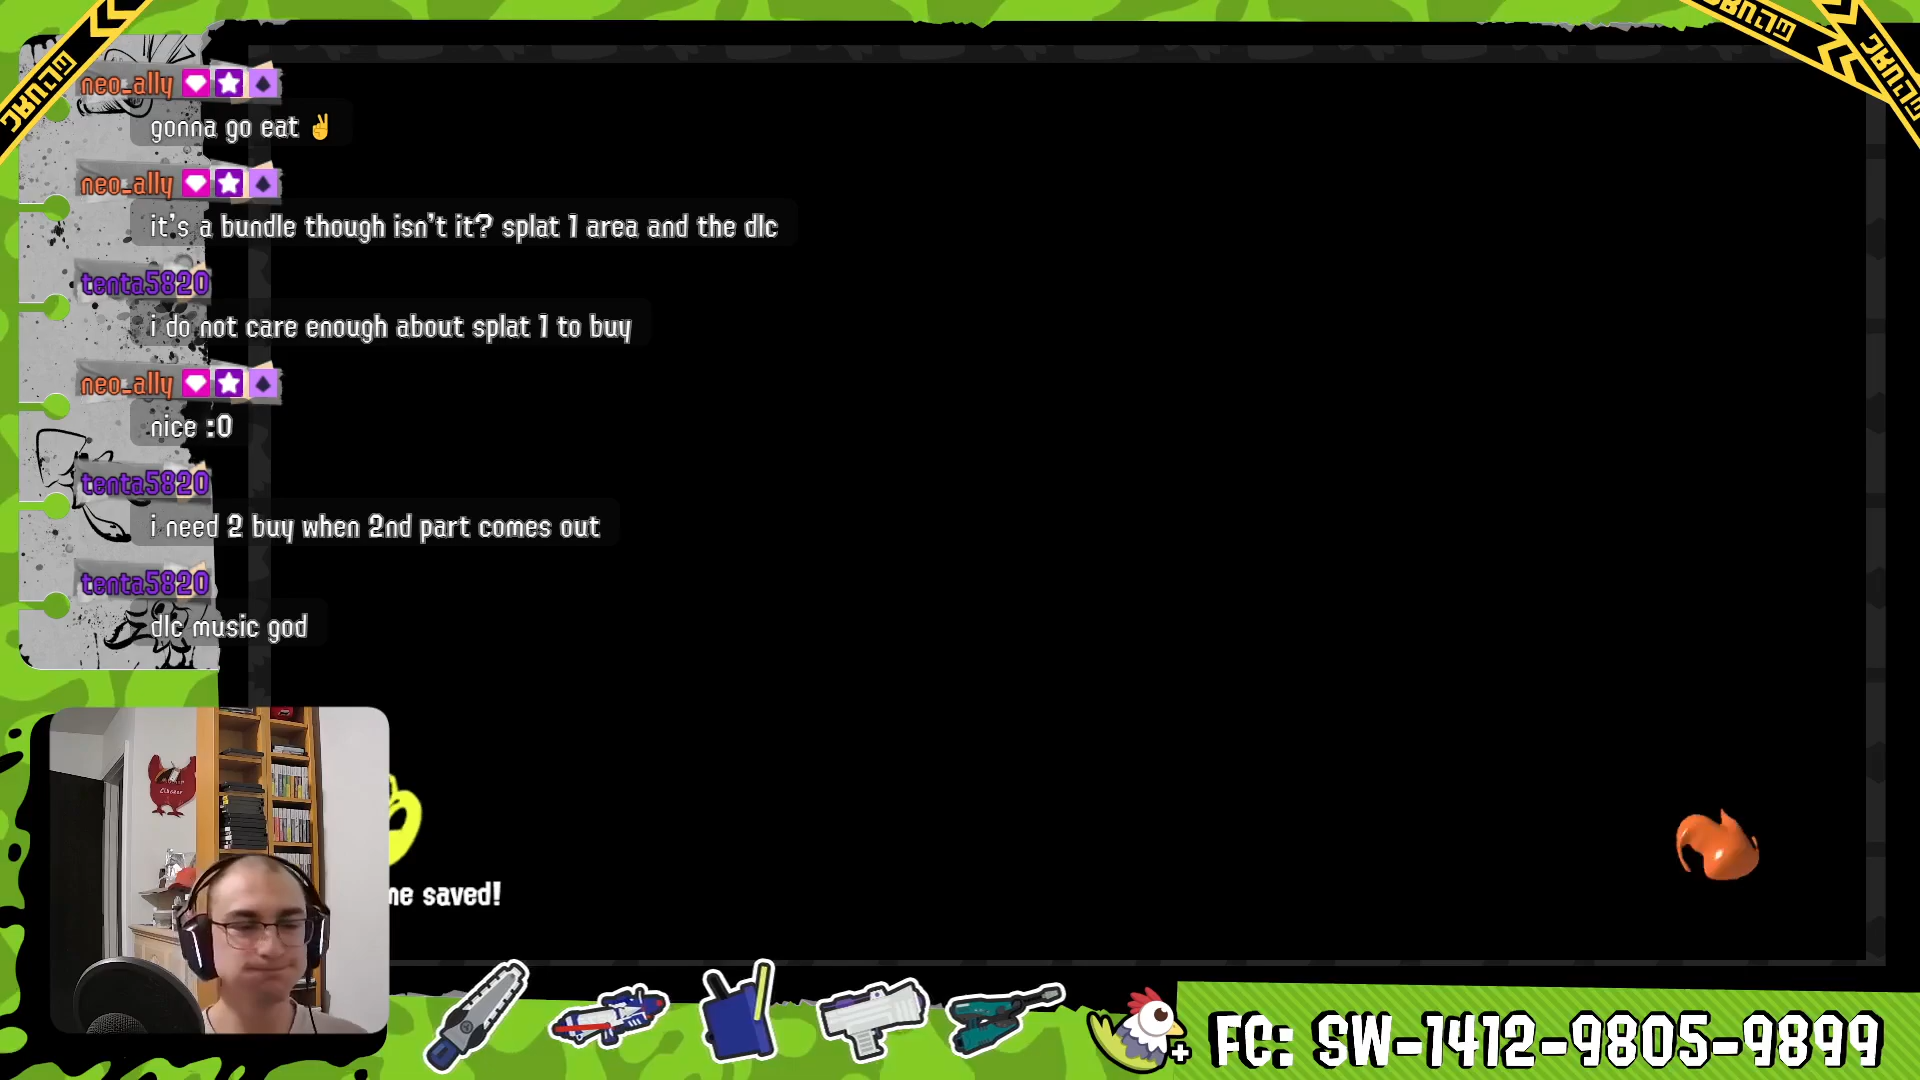 neo_ally
gonna go eat ✌
neo_ally
it's a bundle though isn't it? splat 1 area and the dlc
tenta5820
i do not care enough about splat 1 to buy
neo_ally
nice :0
tenta5820
i need 2 buy when 2nd part comes out
tenta5820
dlc music god
me saved!
FC: SW-1412-9805-9899